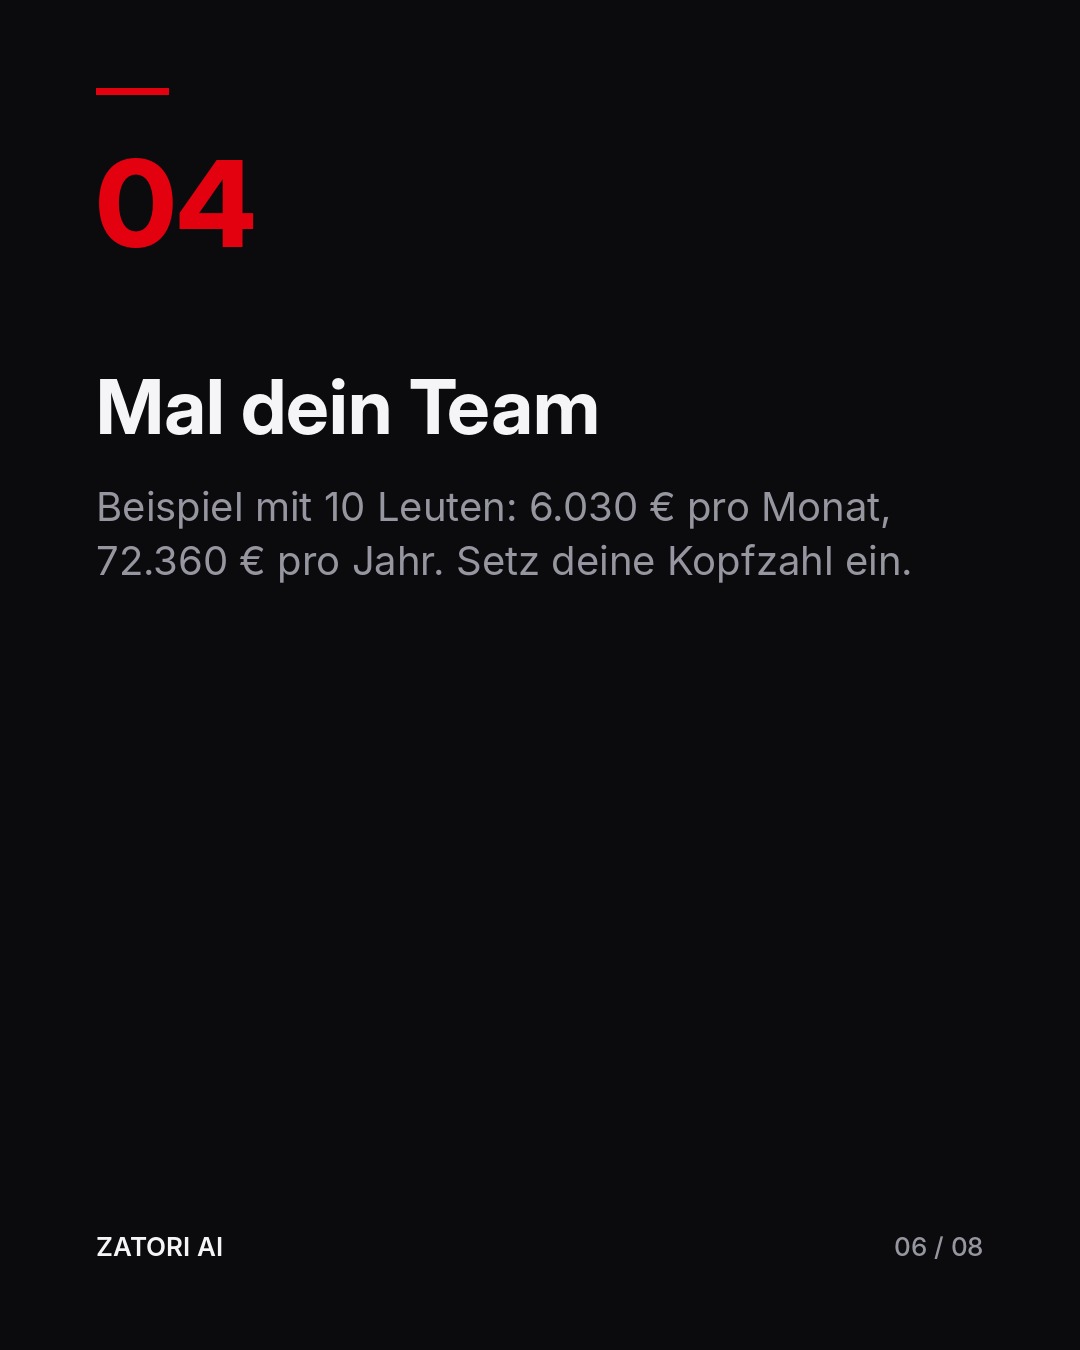 04
Mal dein Team
Beispiel mit 10 Leuten: 6.030 € pro Monat,
72.360 € pro Jahr. Setz deine Kopfzahl ein.
ZATORI AI
06 / 08